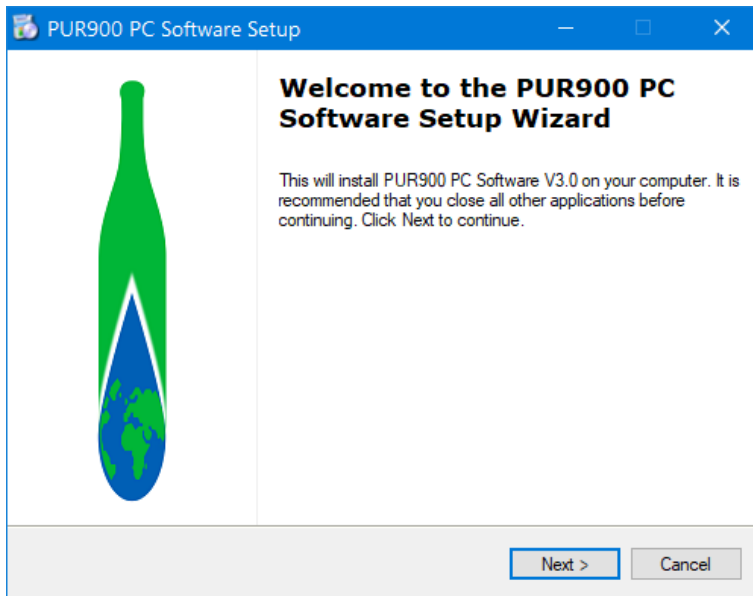 PUR900 PC Software Setup
Welcome to the PUR900 PC
Software Setup Wizard
This will install PUR900 PC Software V3.0 on your computer. It is
recommended that you close all other applications before
continuing. Click Next to continue.
Next >
Cancel